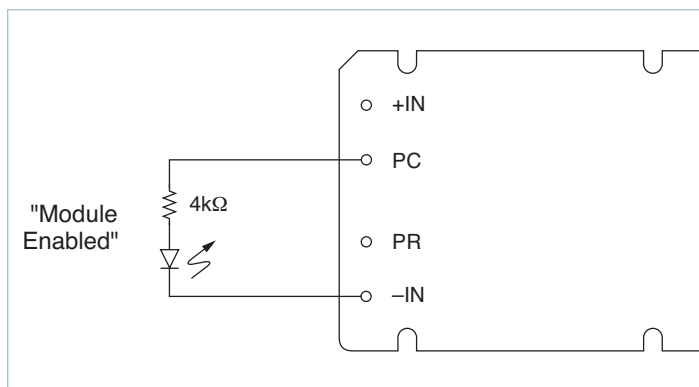 +IN
PC
4kΩ
"Module
Enabled"
PR
–IN